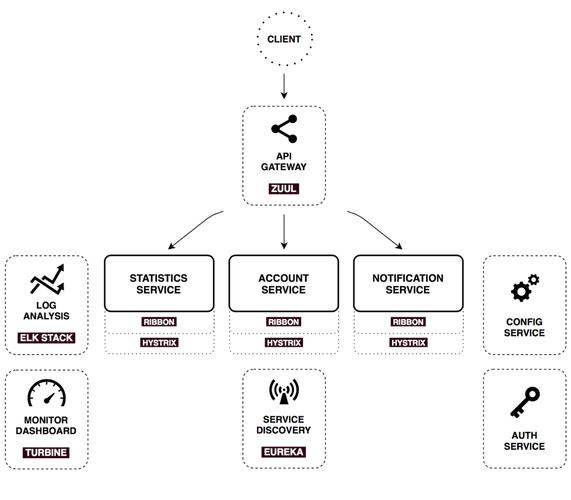 CLIENT
API
GATEWAY
ZUUL
LOG
ANALYSIS
ELK STACK
STATISTICS
SERVICE
RIBBON
HYSTRIX
ACCOUNT
SERVICE
RIBBON
HYSTRIX
NOTIFICATION
SERVICE
RIBBON
HYSTRIX
CONFIG
SERVICE
MONITOR
DASHBOARD
TURBINE
SERVICE
DISCOVERY
EUREKA
AUTH
SERVICE